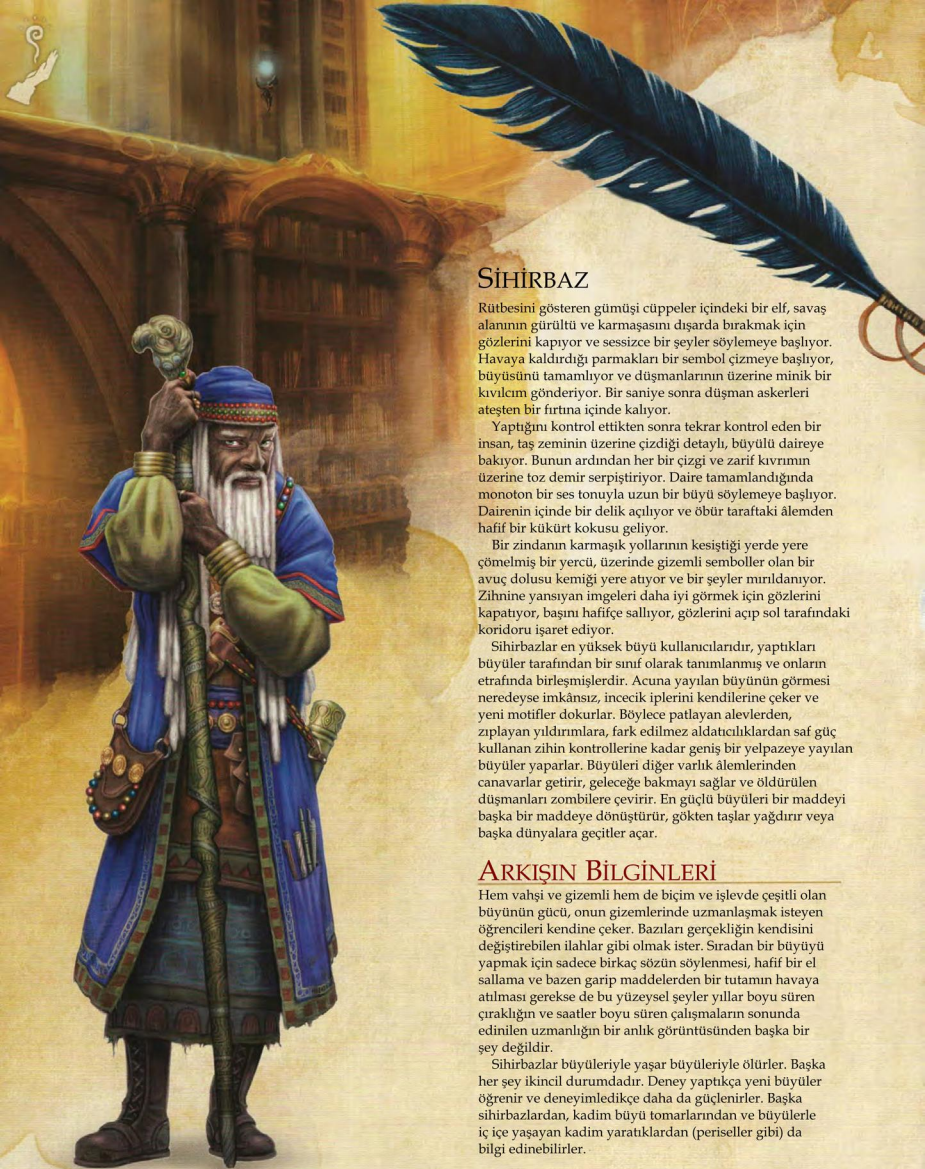 SİHİRBAZ
Rütbesini gösteren gümüşi cüppeler içindeki bir elf, savaş
alanının gürültü ve karmaşasını dışarda bırakmak için
gözlerini kapıyor ve sessizce bir şeyler söylemeye başlıyor.
Havaya kaldırdığı parmakları bir sembol çizmeye başlıyor,
büyüsünü tamamlıyor ve düşmanlarının üzerine minik bir
kıvılcım gönderiyor. Bir saniye sonra düşman askerleri
ateşten bir fırtına içinde kalıyor.
Yaptığını kontrol ettikten sonra tekrar kontrol eden bir
insan, taş zeminin üzerine çizdiği detaylı, büyülü daireye
bakıyor. Bunun ardından her bir çizgi ve zarif kıvrımın
üzerine toz demir serpiştiriyor. Daire tamamlandığında
monoton bir ses tonuyla uzun bir büyü söylemeye başlıyor.
Dairenin içinde bir delik açılıyor ve öbür taraftaki âlemden
hafif bir kükürt kokusu geliyor.
Bir zindanın karmaşık yollarının kesiştiği yerde yere
çömelmiş bir yercü, üzerinde gizemli semboller olan bir
avuç dolusu kemiği yere atıyor ve bir şeyler mırıldanıyor.
Zihnine yansıyan imgeleri daha iyi görmek için gözlerini
kapatıyor, başını hafifçe sallıyor, gözlerini açıp sol tarafındaki
koridoru işaret ediyor.
Sihirbazlar en yüksek büyü kullanıcılarıdır, yaptıkları
büyüler tarafından bir sınıf olarak tanımlanmış ve onların
etrafında birleşmişlerdir. Acuna yayılan büyünün görmesi
neredeyse imkânsız, incecik iplerini kendilerine çeker ve
yeni motifler dokurlar. Böylece patlayan alevlerden,
zıplayan yıldırımlara, fark edilmez aldatıcılıklardan saf güç
kullanan zihin kontrollerine kadar geniş bir yelpazeye yayılan
büyüler yaparlar. Büyüleri diğer varlık âlemlerinden
canavarlar getirir, geleceğe bakmayı sağlar ve öldürülen
düşmanları zombilere çevirir. En güçlü büyüleri bir maddeyi
başka bir maddeye dönüştürür, gökten taşlar yağdırır veya
başka dünyalara geçitler açar.
ARKIŞIN BİLGİNLERİ
Hem vahşi ve gizemli hem de biçim ve işlevde çeşitli olan
büyünün gücü, onun gizemlerinde uzmanlaşmak isteyen
öğrencileri kendine çeker. Bazıları gerçekliğin kendisini
değiştirebilen ilahlar gibi olmak ister. Sıradan bir büyüyü
yapmak için sadece birkaç sözün söylenmesi, hafif bir el
sallama ve bazen garip maddelerden bir tutamın havaya
atılması gerekse de bu yüzeysel şeyler yıllar boyu süren
çıraklığın ve saatler boyu süren çalışmaların sonunda
edinilen uzmanlığın bir anlık görüntüsünden başka bir
şey değildir.
Sihirbazlar büyüleriyle yaşar büyüleriyle ölürler. Başka
her şey ikincil durumdadır. Deney yaptıkça yeni büyüler
öğrenir ve deneyimledikçe daha da güçlenirler. Başka
sihirbazlardan, kadim büyü tomarlarından ve büyülerle
iç içe yaşayan kadim yaratıklardan (periseller gibi) da
bilgi edinebilirler.